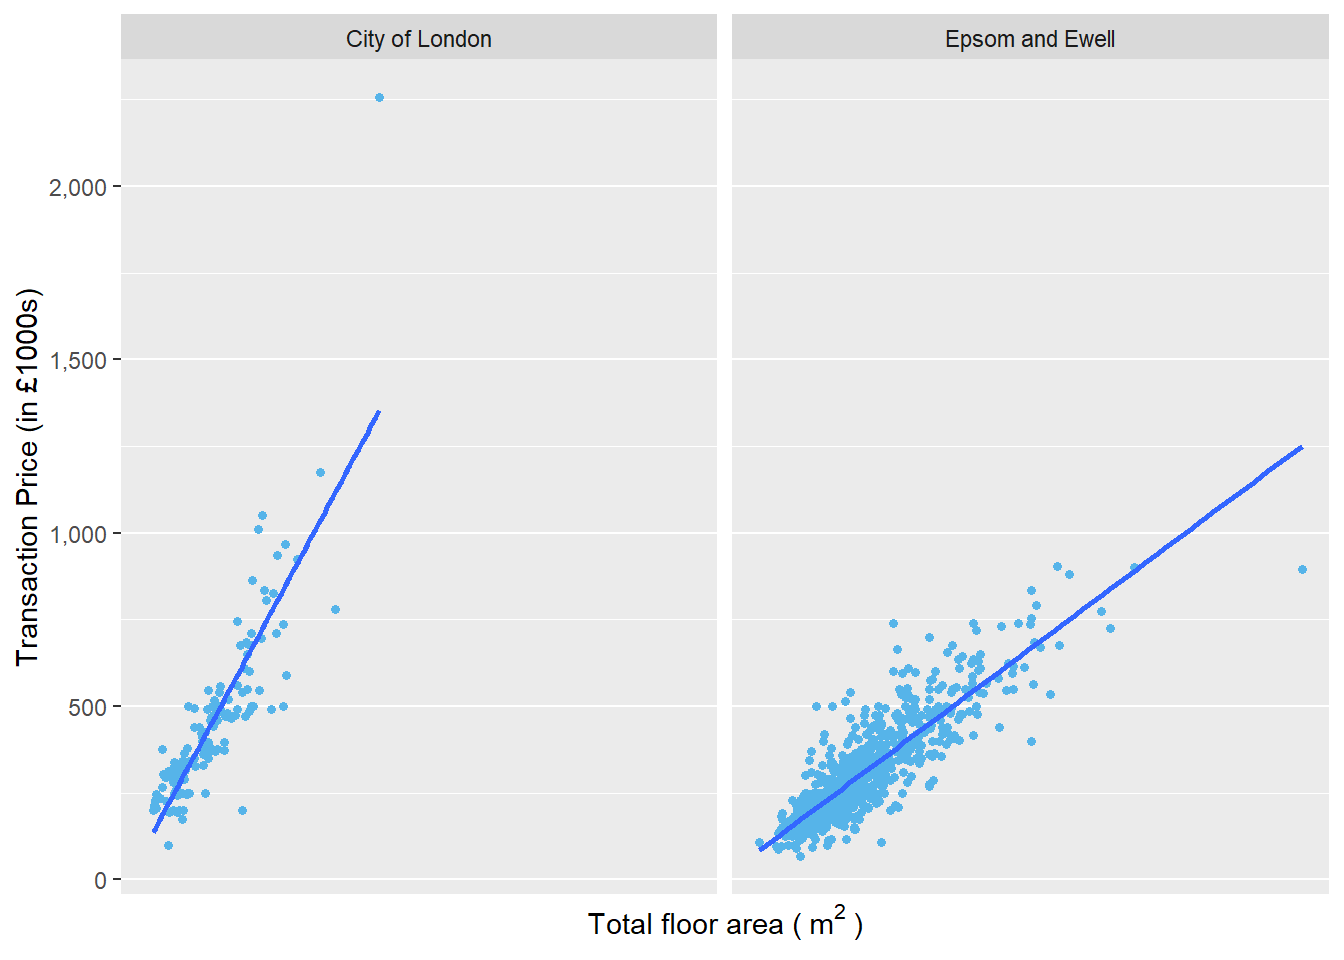 City of London
Epsom and Ewell
Transaction Price (in £1000s)
2,000
1,500
1,000
500
0
Total floor area ( m² )